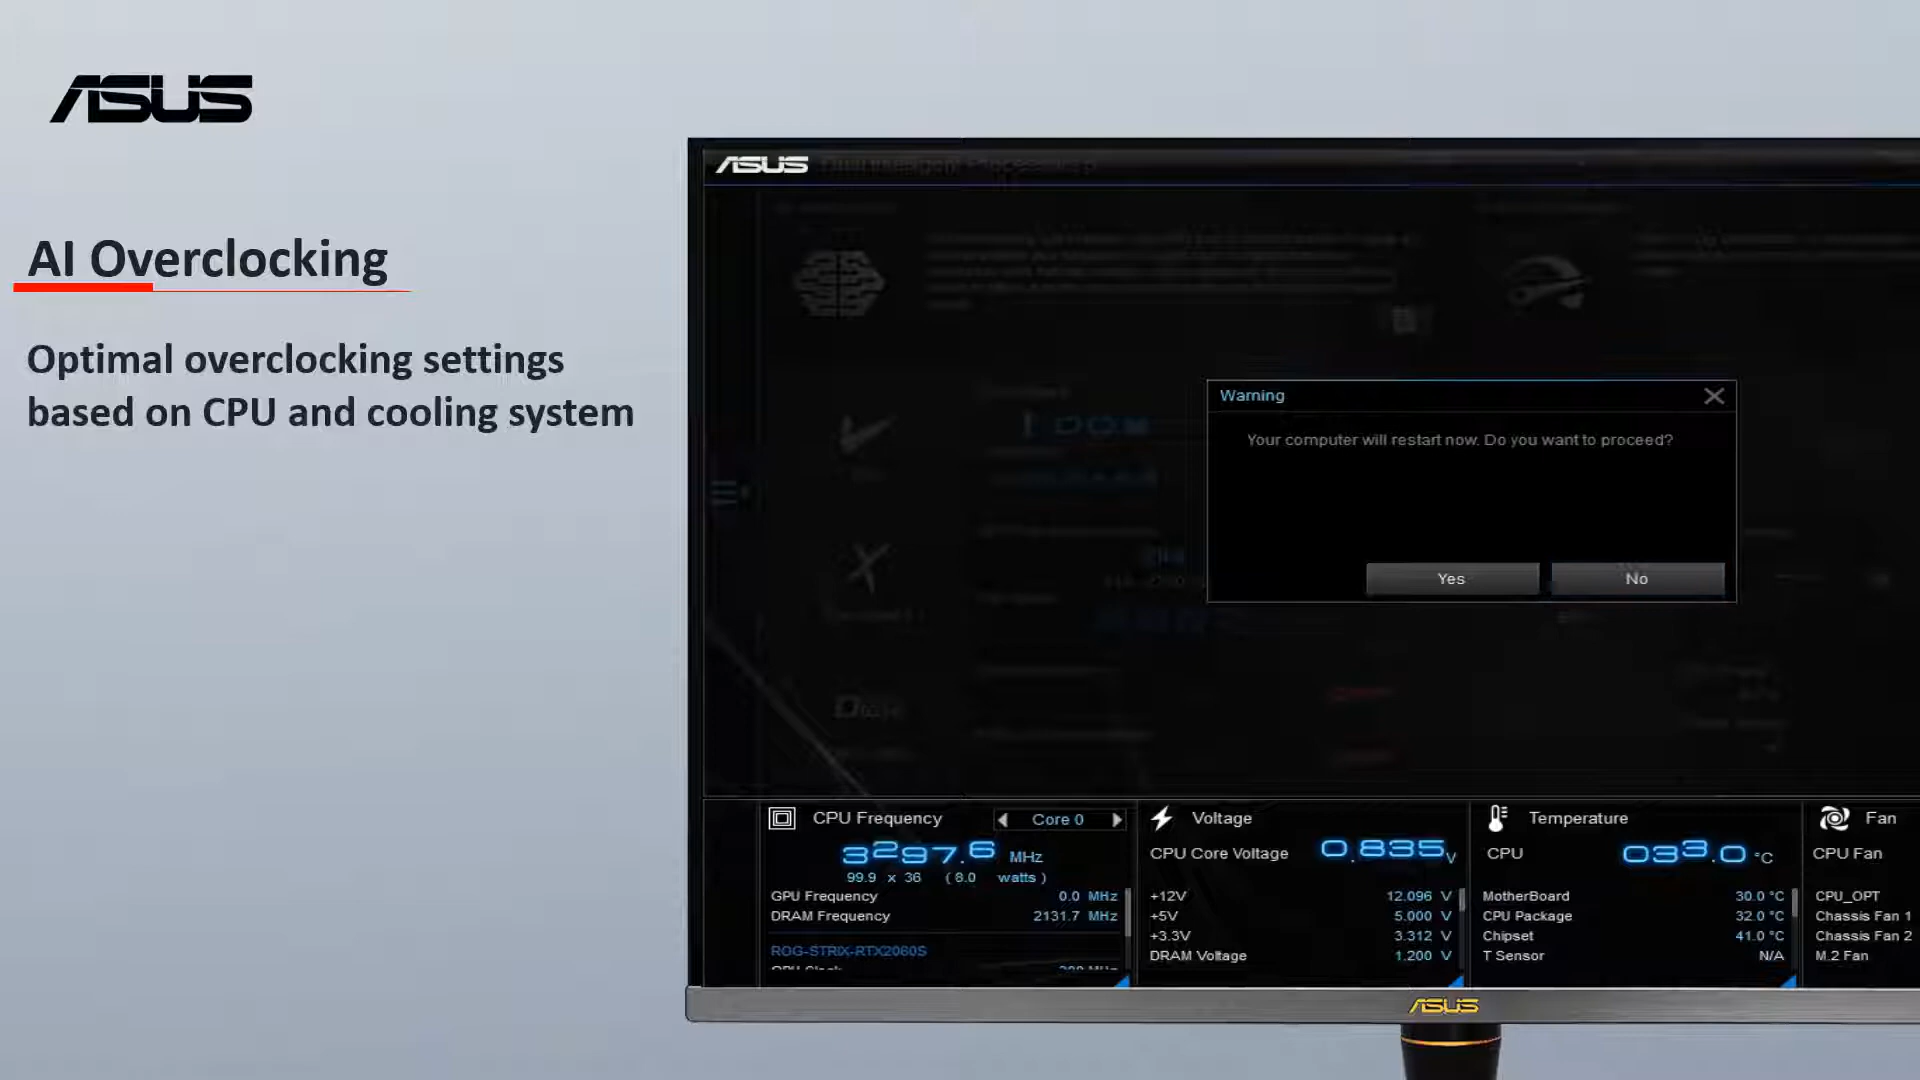 ASUS
AI Overclocking
Optimal overclocking settings
based on CPU and cooling system
ASUS
Warning
Your computer will restart now. Do you want to proceed?
Yes No
CPU Frequency Core 0
3297.6 MHz
99.9 x 36 (8.0 watts )
GPU Frequency 0.0 MHz
DRAM Frequency 2131.7 MHz
ROG-STRIX-RTX2060S
Voltage
CPU Core Voltage 0.835 V
+12V 12.096 V
+5V 5.000 V
+3.3V 3.312 V
DRAM Voltage 1.200 V
Temperature
CPU 033.0 °C
MotherBoard 30.0 °C
CPU Package 32.0 °C
Chipset 41.0 °C
T Sensor N/A
Fan
CPU Fan
CPU_OPT
Chassis Fan 1
Chassis Fan 2
M.2 Fan
ASUS